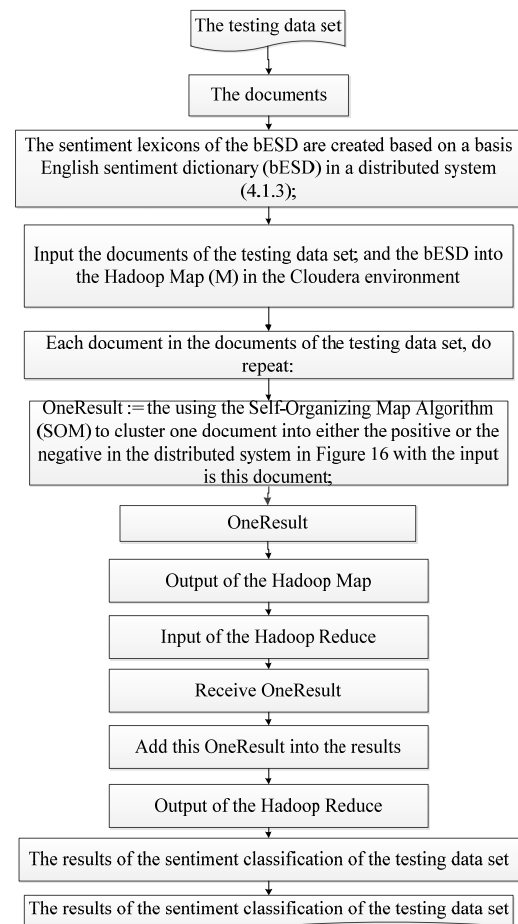 The testing data set
The documents
The sentiment lexicons of the bESD are created based on a basis
English sentiment dictionary (bESD) in a distributed system
(4.1.3);
Input the documents of the testing data set; and the bESD into
the Hadoop Map (M) in the Cloudera environment
Each document in the documents of the testing data set, do
repeat:
OneResult := the using the Self-Organizing Map Algorithm
(SOM) to cluster one document into either the positive or the
negative in the distributed system in Figure 16 with the input
is this document;
OneResult
Output of the Hadoop Map
Input of the Hadoop Reduce
Receive OneResult
Add this OneResult into the results
Output of the Hadoop Reduce
The results of the sentiment classification of the testing data set
The results of the sentiment classification of the testing data set